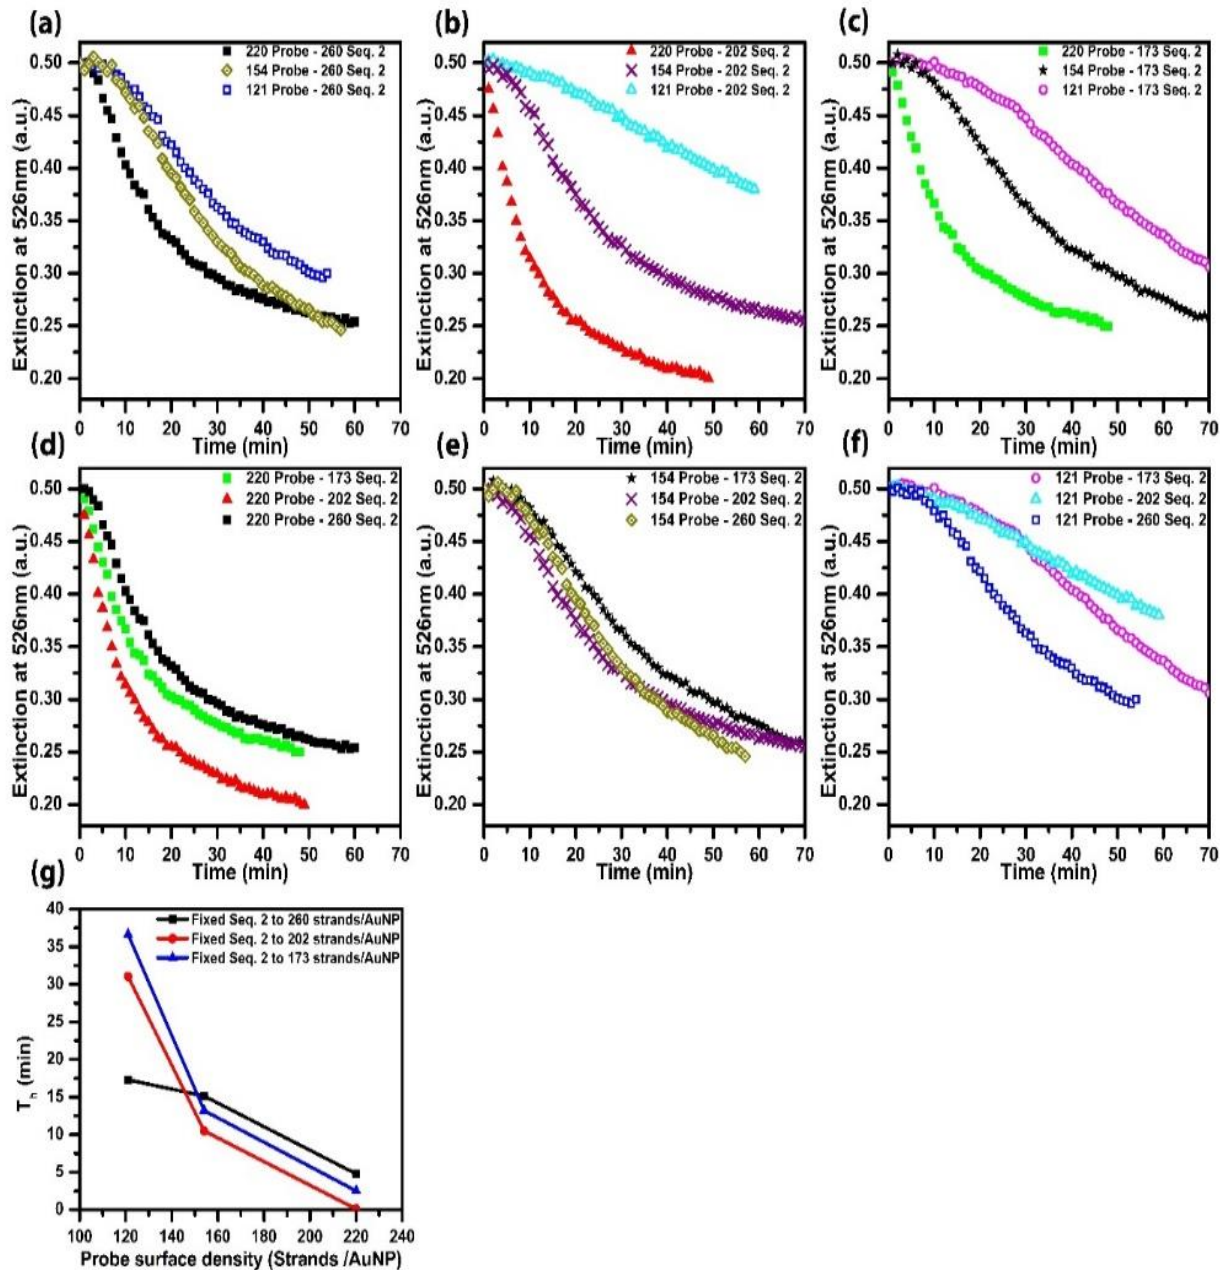 (a)
220 Probe - 260 Seq. 2
154 Probe - 260 Seq. 2
121 Probe - 260 Seq. 2
0.50
0.45
0.40
0.35
0.30
0.25
0.20
Extinction at 526nm (a.u.)
0 10 20 30 40 50 60 70
Time (min)
(b)
220 Probe - 202 Seq. 2
154 Probe - 202 Seq. 2
121 Probe - 202 Seq. 2
0.50
0.45
0.40
0.35
0.30
0.25
0.20
Extinction at 526nm (a.u.)
0 10 20 30 40 50 60 70
Time (min)
(c)
220 Probe - 173 Seq. 2
154 Probe - 173 Seq. 2
121 Probe - 173 Seq. 2
0.50
0.45
0.40
0.35
0.30
0.25
0.20
Extinction at 526nm (a.u.)
0 10 20 30 40 50 60 70
Time (min)
(d)
220 Probe - 173 Seq. 2
220 Probe - 202 Seq. 2
220 Probe - 260 Seq. 2
0.50
0.45
0.40
0.35
0.30
0.25
0.20
Extinction at 526nm (a.u.)
0 10 20 30 40 50 60 70
Time (min)
(e)
154 Probe - 173 Seq. 2
154 Probe - 202 Seq. 2
154 Probe - 260 Seq. 2
0.50
0.45
0.40
0.35
0.30
0.25
0.20
Extinction at 526nm (a.u.)
0 10 20 30 40 50 60 70
Time (min)
(f)
121 Probe - 173 Seq. 2
121 Probe - 202 Seq. 2
121 Probe - 260 Seq. 2
0.50
0.45
0.40
0.35
0.30
0.25
0.20
Extinction at 526nm (a.u.)
0 10 20 30 40 50 60 70
Time (min)
(g)
Fixed Seq. 2 to 260 strands/AuNP
Fixed Seq. 2 to 202 strands/AuNP
Fixed Seq. 2 to 173 strands/AuNP
40
35
30
25
20
15
10
5
0
Tₕ (min)
100 120 140 160 180 200 220 240
Probe surface density (Strands /AuNP)